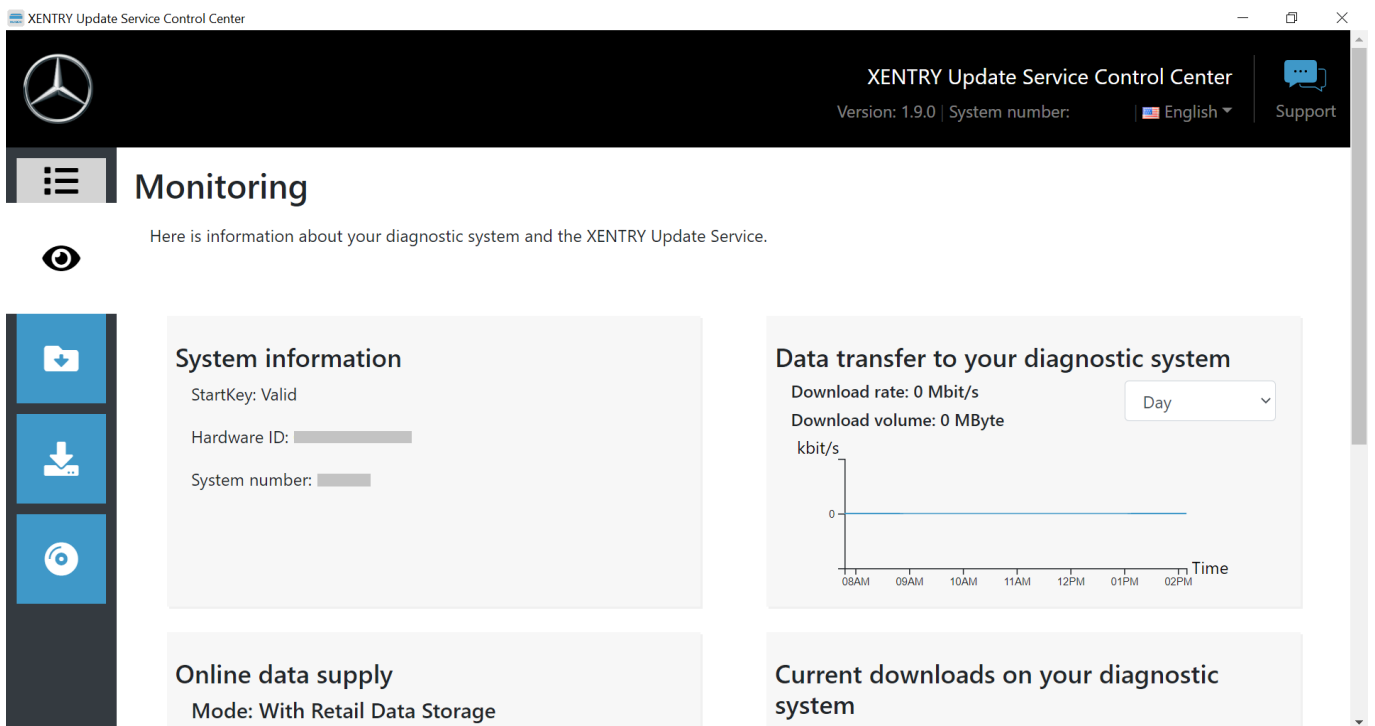 XENTRY Update Service Control Center
XENTRY Update Service Control Center
Version: 1.9.0 | System number: | English
Support
Monitoring
Here is information about your diagnostic system and the XENTRY Update Service.
System information
StartKey: Valid
Hardware ID:
System number:
Data transfer to your diagnostic system
Download rate: 0 Mbit/s
Day
Download volume: 0 MByte
kbit/s
0
Time
08AM 09AM 10AM 11AM 12PM 01PM 02PM
Online data supply
Mode: With Retail Data Storage
Current downloads on your diagnostic
system